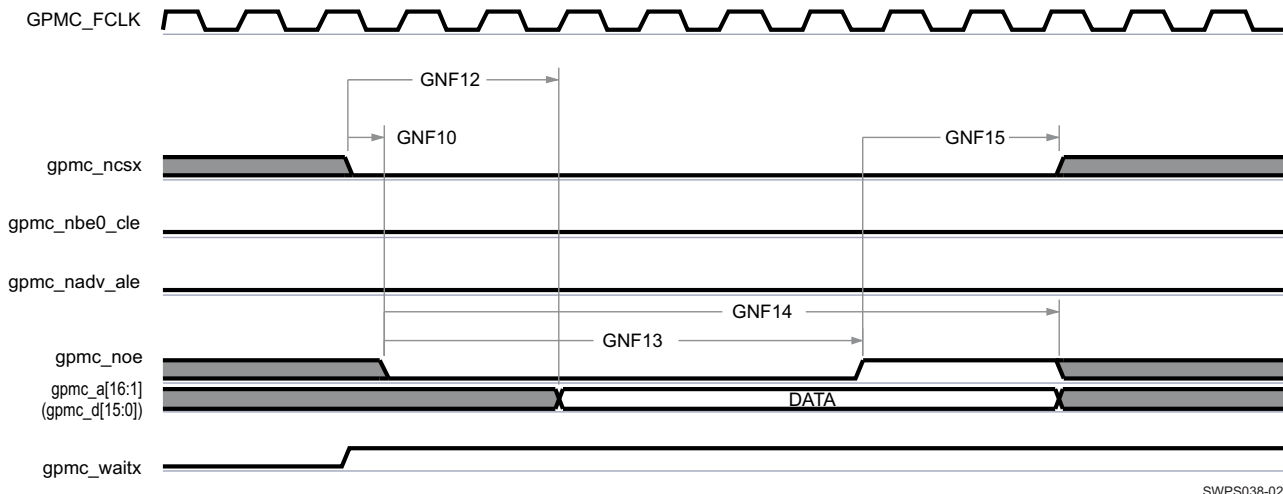 GPMC_FCLK
GNF12
GNF10
GNF15
gpmc_ncsx
gpmc_nbe0_cle
gpmc_nadv_ale
GNF14
GNF13
gpmc_noe
gpmc_a[16:1]
(gpmc_d[15:0])
DATA
gpmc_waitx
SWPS038-02